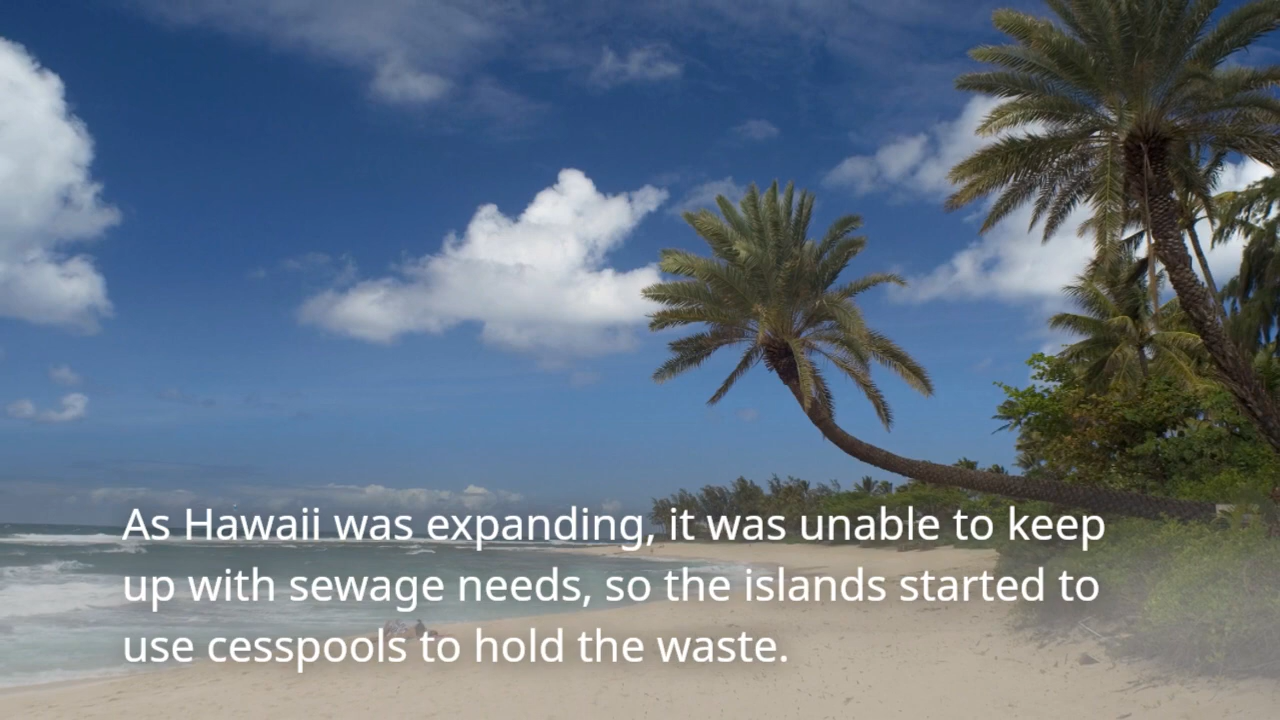 As Hawaii was expanding, it was unable to keep
up with sewage needs, so the islands started to
use cesspools to hold the waste.